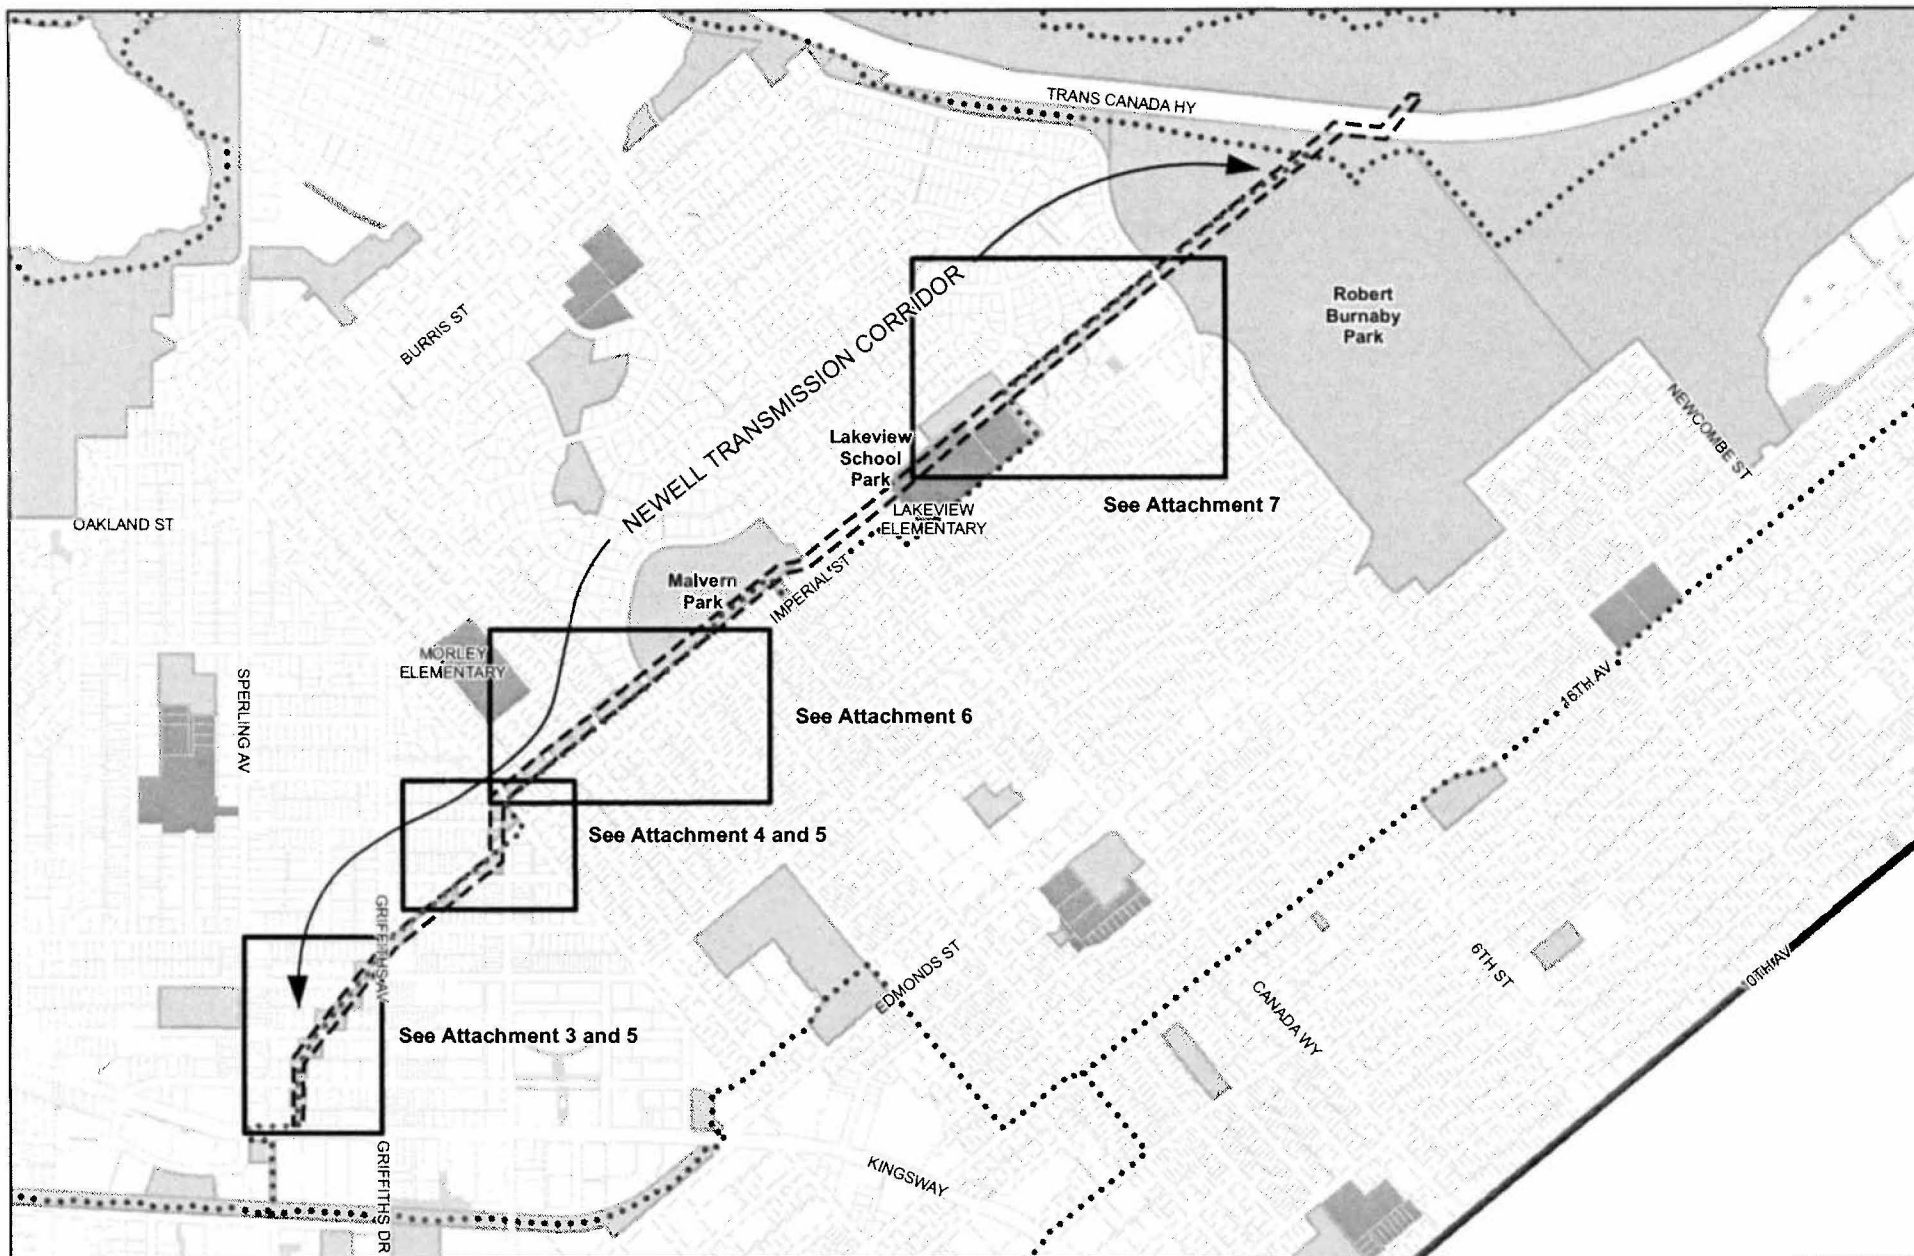 TRANS CANADA HY
Robert
Burnaby
Park
BURRIS ST
NEWELL TRANSMISSION CORRIDOR
NEWCOMBE ST
Lakeview
School
Park
See Attachment 7
LAKEVIEW
ELEMENTARY
OAKLAND ST
Malvern
Park
IMPERIAL ST
MORLEY
ELEMENTARY
SPERLING AV
16TH AV
See Attachment 6
See Attachment 4 and 5
GRIFFITHS AV
EDMONDS ST
6TH ST
0TH AV
CANADA WY
See Attachment 3 and 5
KINGSWAY
GRIFFITHS DR